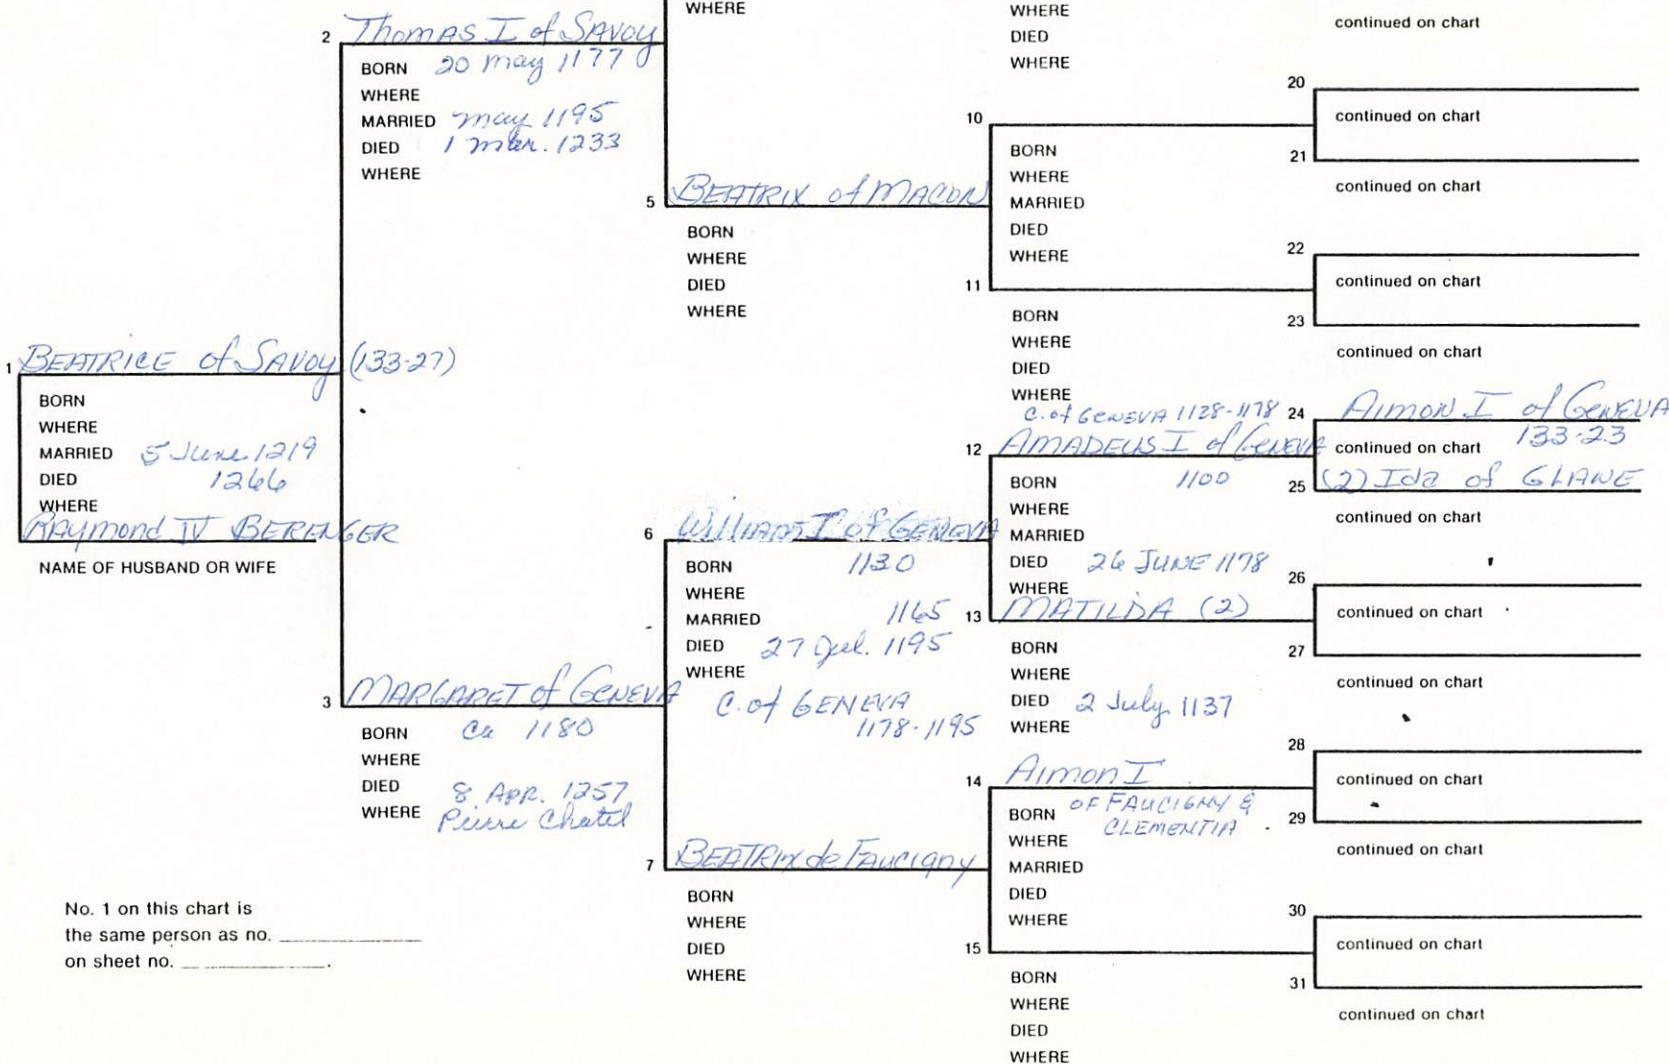 WHERE
WHERE
DIED
WHERE
continued on chart
2 Thomas I of Savoy
BORN 20 May 1177
WHERE
MARRIED May 1195
DIED 1 Mar. 1233
WHERE
20
continued on chart
21
continued on chart
10
BORN
WHERE
MARRIED
DIED
WHERE
5 BEATRIX of MACON
BORN
WHERE
DIED
WHERE
22
continued on chart
23
continued on chart
11
BORN
WHERE
DIED
WHERE
1 BEATRICE of SAVOY (133-27)
BORN
WHERE
MARRIED 5 June 1219
DIED 1266
WHERE
Raymond IV BERENGER
NAME OF HUSBAND OR WIFE
C. of GENEVA 1128-1178
12 AMADEUS I of Geneva
BORN 1100
WHERE
MARRIED
DIED 26 JUNE 1178
WHERE
24 AIMON I of GENEVA
continued on chart 133-23
25 (2) Ida of GLANE
continued on chart
6 William I of GENEVA
BORN 1130
WHERE
MARRIED 1165
DIED 27 Jul. 1195
WHERE
C. of GENEVA
1178-1195
13 MATILDA (2)
BORN
WHERE
DIED 2 July 1137
WHERE
26
continued on chart
27
continued on chart
3 MARGARET of GENEVA
BORN Ca 1180
WHERE
DIED 8 APR. 1257
WHERE Pierre Chatel
14 Aimon I
OF FAUCIGNY &
BORN CLEMENTIA
WHERE
MARRIED
DIED
WHERE
28
continued on chart
29
continued on chart
7 BEATRIX de Faucigny
BORN
WHERE
DIED
WHERE
15
BORN
WHERE
DIED
WHERE
30
continued on chart
31
continued on chart
No. 1 on this chart is
the same person as no.
on sheet no. .